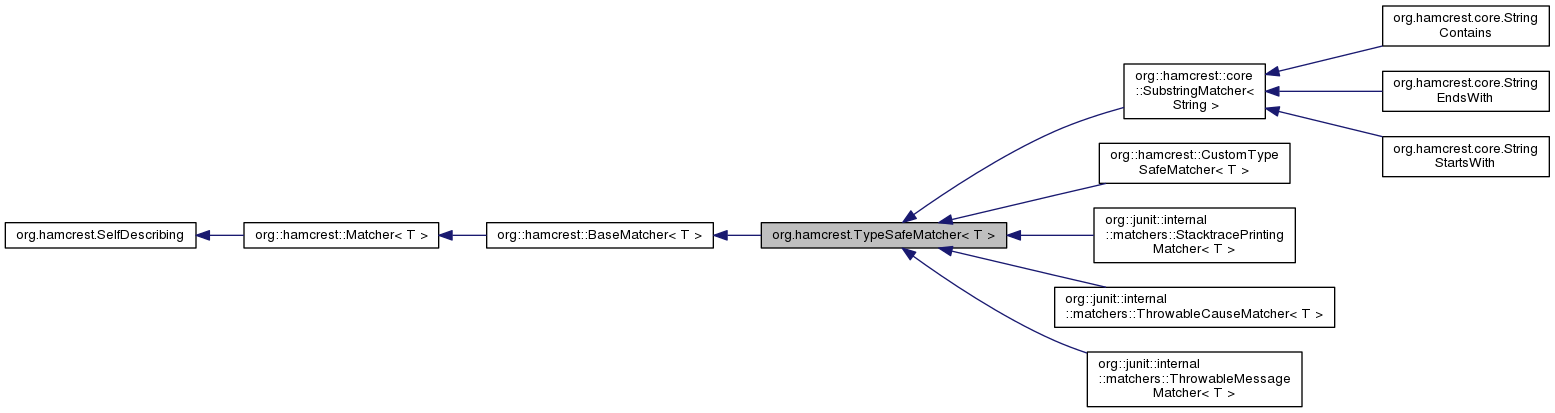 org.hamcrest.SelfDescribing
org::hamcrest::Matcher< T >
org::hamcrest::BaseMatcher< T >
org.hamcrest.TypeSafeMatcher< T >
org::hamcrest::core
::SubstringMatcher<
String >
org::hamcrest::CustomType
SafeMatcher< T >
org::junit::internal
::matchers::StacktracePrinting
Matcher< T >
org::junit::internal
::matchers::ThrowableCauseMatcher< T >
org::junit::internal
::matchers::ThrowableMessage
Matcher< T >
org.hamcrest.core.String
Contains
org.hamcrest.core.String
EndsWith
org.hamcrest.core.String
StartsWith